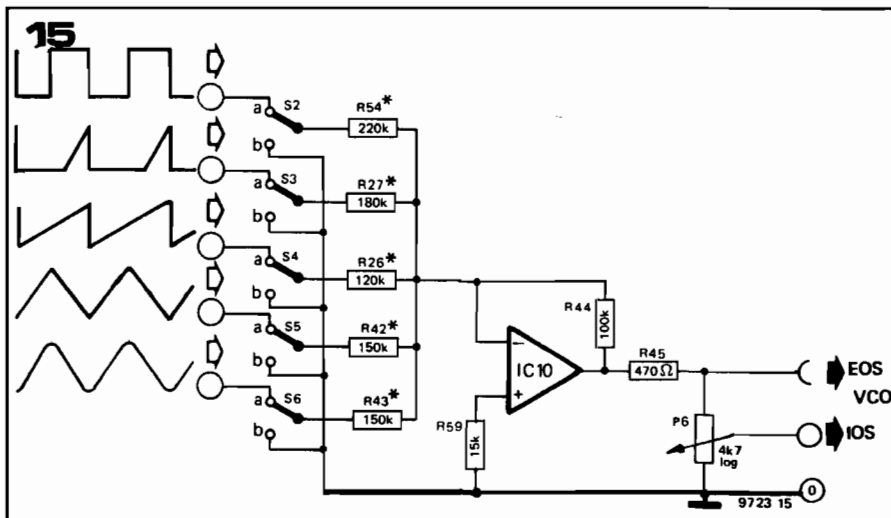 15
a S2
R54*
220k
b
a S3
R27*
180k
b
a S4
R26*
120k
b
a S5
R42*
150k
b
a S6
R43*
150k
b
R44
100k
−
IC10
+
R59
15k
R45
470Ω
EOS
VCO
IOS
P6
4k7
log
0
9723 15